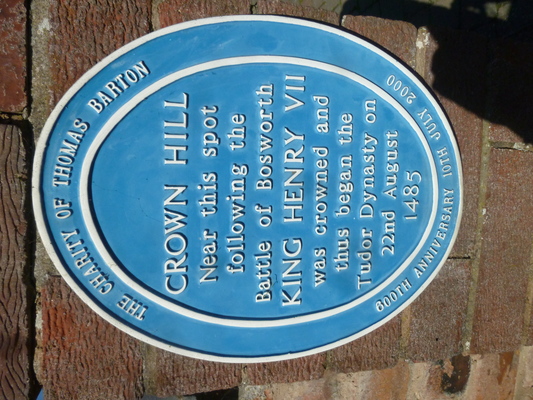 THE CHARITY OF THOMAS BARTON
CROWN HILL
Near this spot
following the
Battle of Bosworth
KING HENRY VII
was crowned and
thus began the
Tudor Dynasty on
22nd August
1485
600TH ANNIVERSARY 10TH JULY 2000